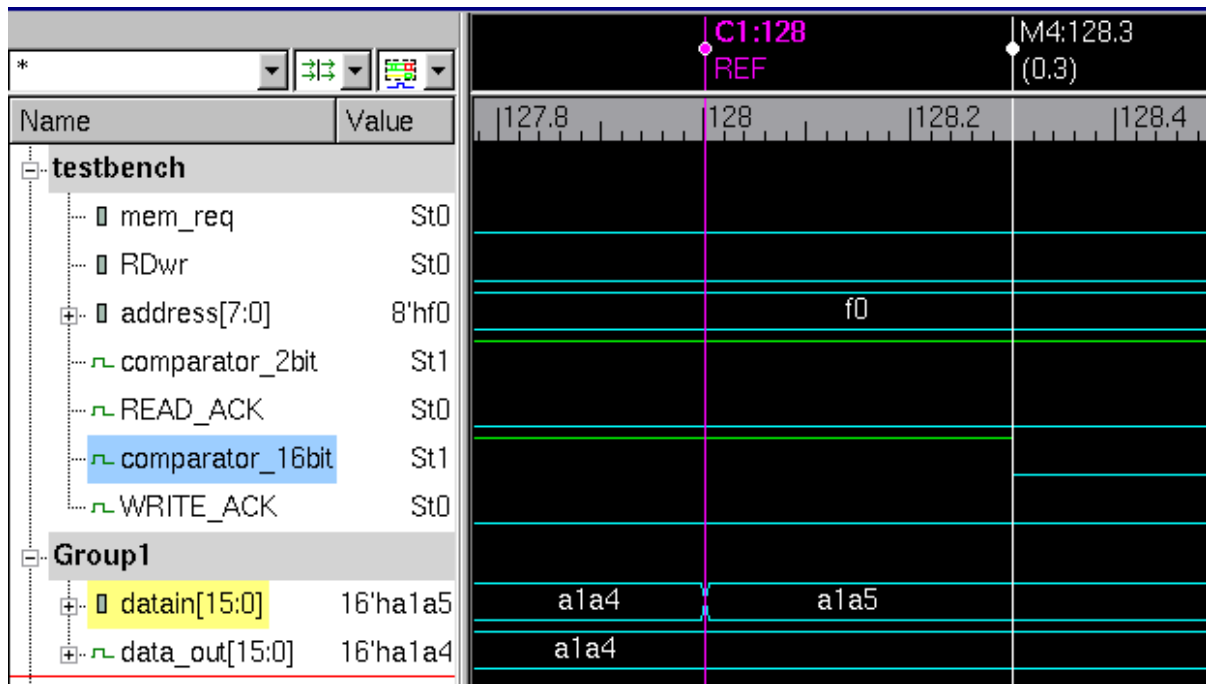 C1:128 M4:128.3
* REF (0.3)
Name Value 127.8 128 128.2 128.4
testbench
mem_req St0
RDwr St0
address[7:0] 8'hf0 f0
comparator_2bit St1
READ_ACK St0
comparator_16bit St1
WRITE_ACK St0
Group1
datain[15:0] 16'ha1a5 a1a4 a1a5
data_out[15:0] 16'ha1a4 a1a4